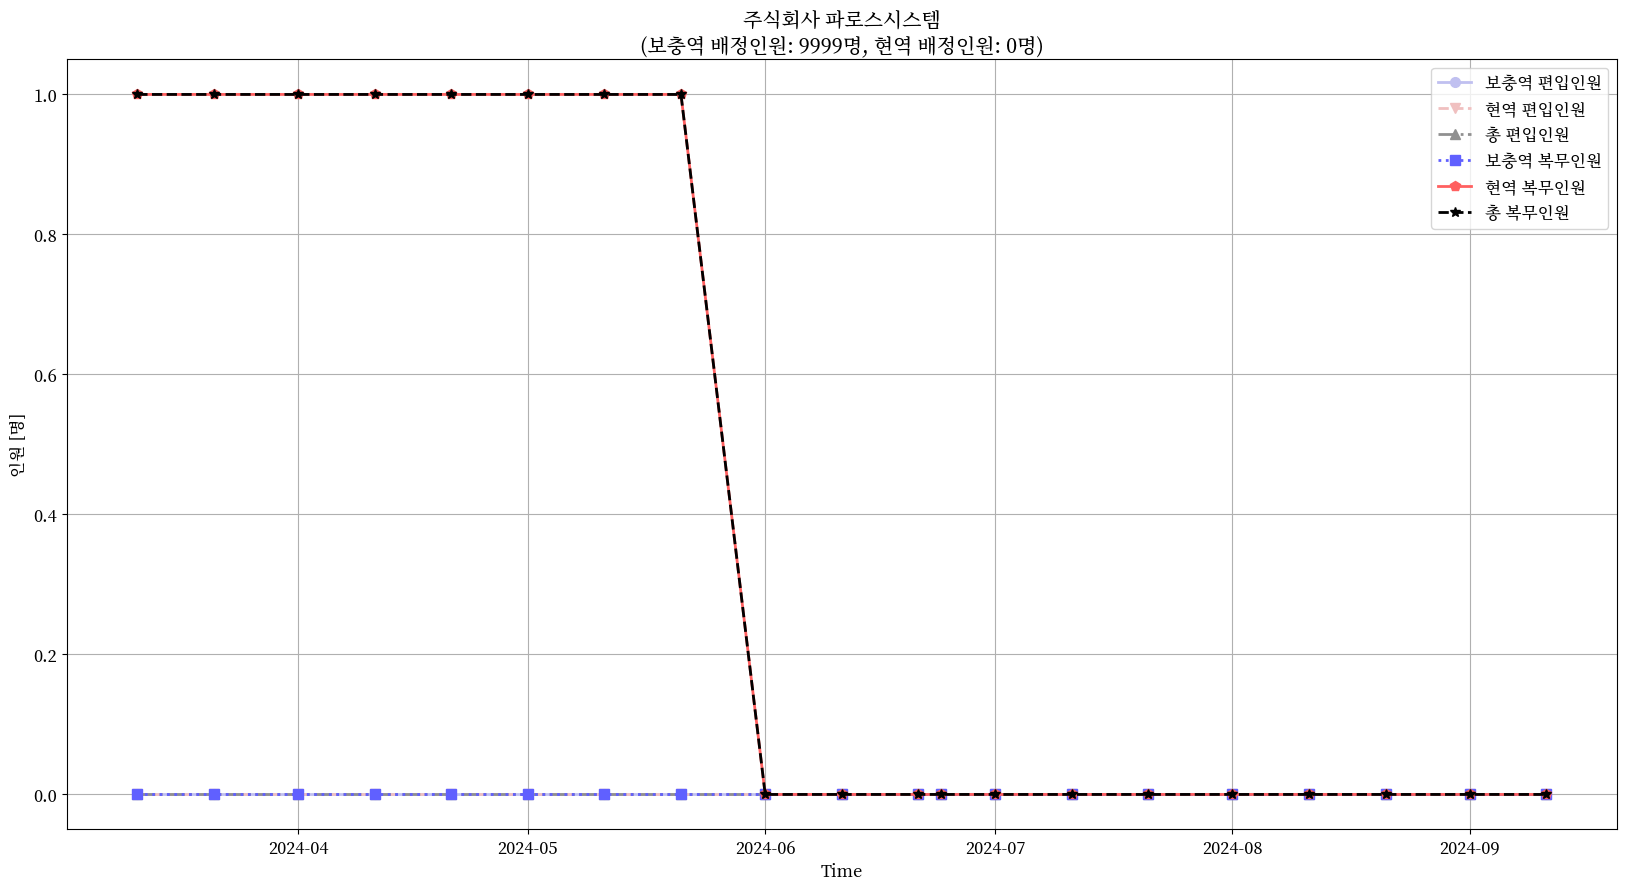 주식회사 파로스시스템
(보충역 배정인원: 9999명, 현역 배정인원: 0명)
보충역 편입인원
현역 편입인원
총 편입인원
보충역 복무인원
현역 복무인원
총 복무인원
인원 [명]
1.0
0.8
0.6
0.4
0.2
0.0
2024-04
2024-05
2024-06
2024-07
2024-08
2024-09
Time